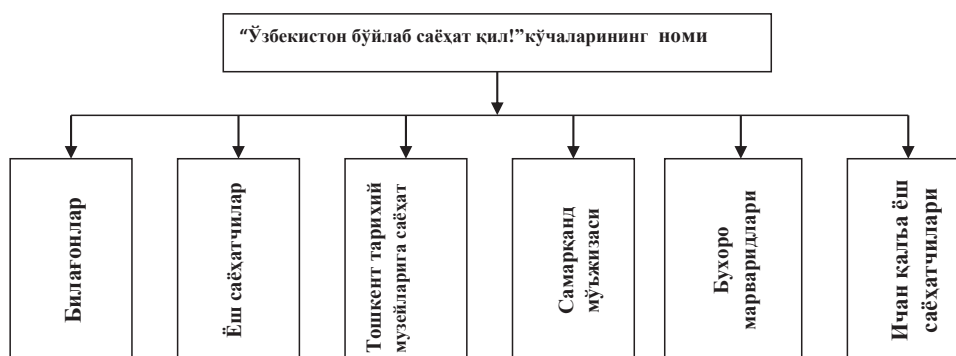 “Ўзбекистон бўйлаб саёҳат қил!”кўчаларининг номи
Билағонлар
Ёш саёҳатчилар
Тошкент тарихий
музейларига саёҳат
Самарқанд
мўъжизаси
Бухоро
марваридлари
Ичан қалъа ёш
саёҳатчилари